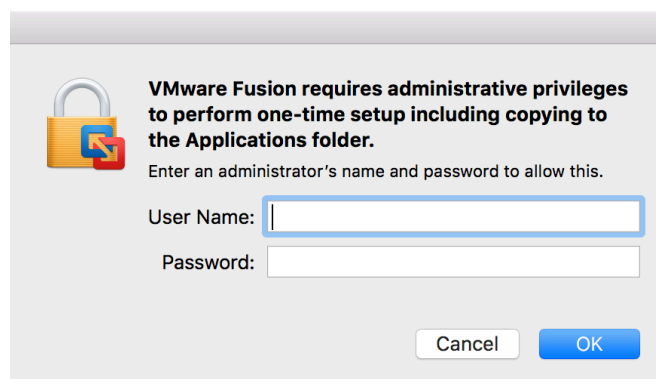 VMware Fusion requires administrative privileges
to perform one-time setup including copying to
the Applications folder.
Enter an administrator's name and password to allow this.
User Name:
Password:
Cancel OK